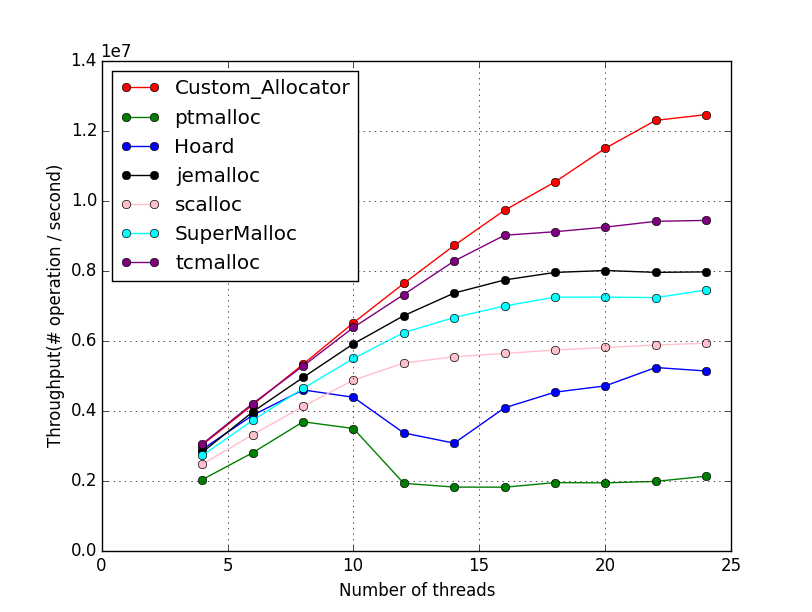 1e7
1.4
1.2
1.0
0.8
0.6
0.4
0.2
0.0
Throughput(# operation / second)
Custom_Allocator
ptmalloc
Hoard
jemalloc
scalloc
SuperMalloc
tcmalloc
0 5 10 15 20 25
Number of threads